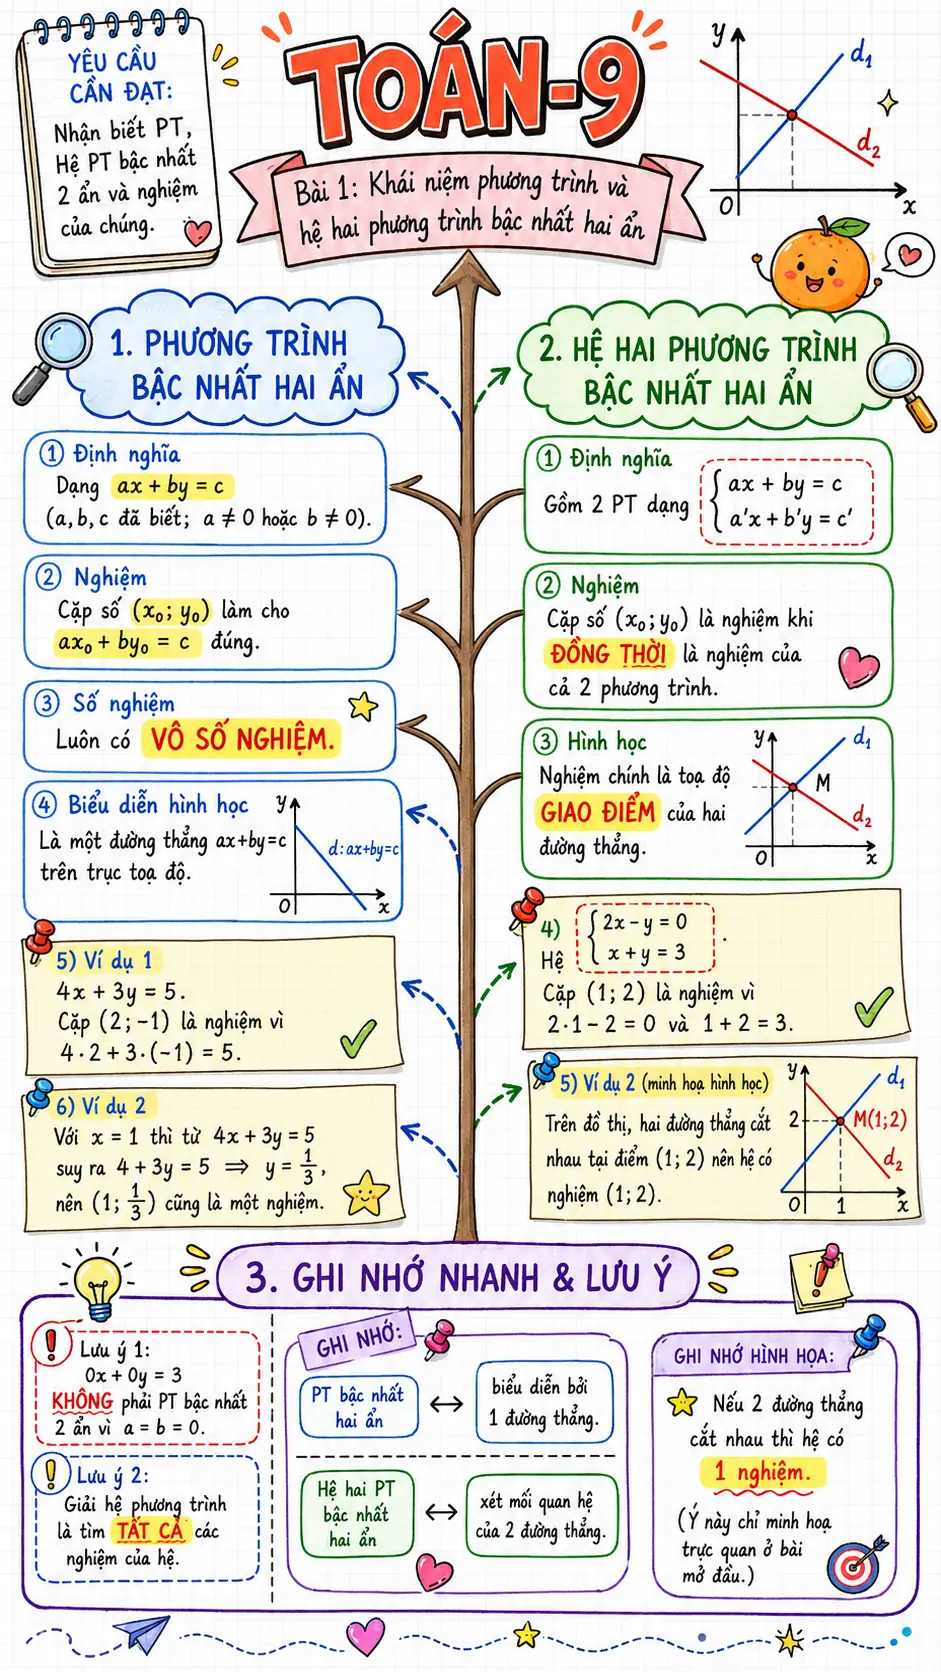 YÊU CẦU
CẦN ĐẠT:
Nhận biết PT,
Hệ PT bậc nhất
2 ẩn và nghiệm
của chúng.
TOÁN-9
Bài 1: Khái niệm phương trình và
hệ hai phương trình bậc nhất hai ẩn
y
d₁
d₂
O
x
1. PHƯƠNG TRÌNH
BẬC NHẤT HAI ẨN
① Định nghĩa
Dạng ax + by = c
(a, b, c đã biết; a ≠ 0 hoặc b ≠ 0).
② Nghiệm
Cặp số (x₀; y₀) làm cho
ax₀ + by₀ = c đúng.
③ Số nghiệm
Luôn có VÔ SỐ NGHIỆM.
④ Biểu diễn hình học
Là một đường thẳng ax+by=c
trên trục toạ độ.
y
d: ax+by=c
O
x
5) Ví dụ 1
4x + 3y = 5.
Cặp (2; -1) là nghiệm vì
4·2 + 3·(-1) = 5.
6) Ví dụ 2
Với x = 1 thì từ 4x + 3y = 5
suy ra 4 + 3y = 5 ⟹ y = 1/3,
nên (1; 1/3) cũng là một nghiệm.
2. HỆ HAI PHƯƠNG TRÌNH
BẬC NHẤT HAI ẨN
① Định nghĩa
Gồm 2 PT dạng
{ ax + by = c
a'x + b'y = c'
② Nghiệm
Cặp số (x₀; y₀) là nghiệm khi
ĐỒNG THỜI là nghiệm của
cả 2 phương trình.
③ Hình học
Nghiệm chính là toạ độ
GIAO ĐIỂM của hai
đường thẳng.
y
d₁
M
d₂
O
x
4)
Hệ
{ 2x - y = 0
x + y = 3
.
Cặp (1; 2) là nghiệm vì
2·1 - 2 = 0 và 1 + 2 = 3.
5) Ví dụ 2 (minh hoạ hình học)
Trên đồ thị, hai đường thẳng cắt
nhau tại điểm (1; 2) nên hệ có
nghiệm (1; 2).
y
d₁
2
M(1;2)
d₂
O
1
x
3. GHI NHỚ NHANH & LƯU Ý
! Lưu ý 1:
0x + 0y = 3
KHÔNG phải PT bậc nhất
2 ẩn vì a = b = 0.
! Lưu ý 2:
Giải hệ phương trình
là tìm TẤT CẢ các
nghiệm của hệ.
GHI NHỚ:
PT bậc nhất
hai ẩn
↔
biểu diễn bởi
1 đường thẳng.
Hệ hai PT
bậc nhất
hai ẩn
↔
xét mối quan hệ
của 2 đường thẳng.
!
GHI NHỚ HÌNH HỌA:
Nếu 2 đường thẳng
cắt nhau thì hệ có
1 nghiệm.
(Ý này chỉ minh hoạ
trực quan ở bài
mở đầu.)